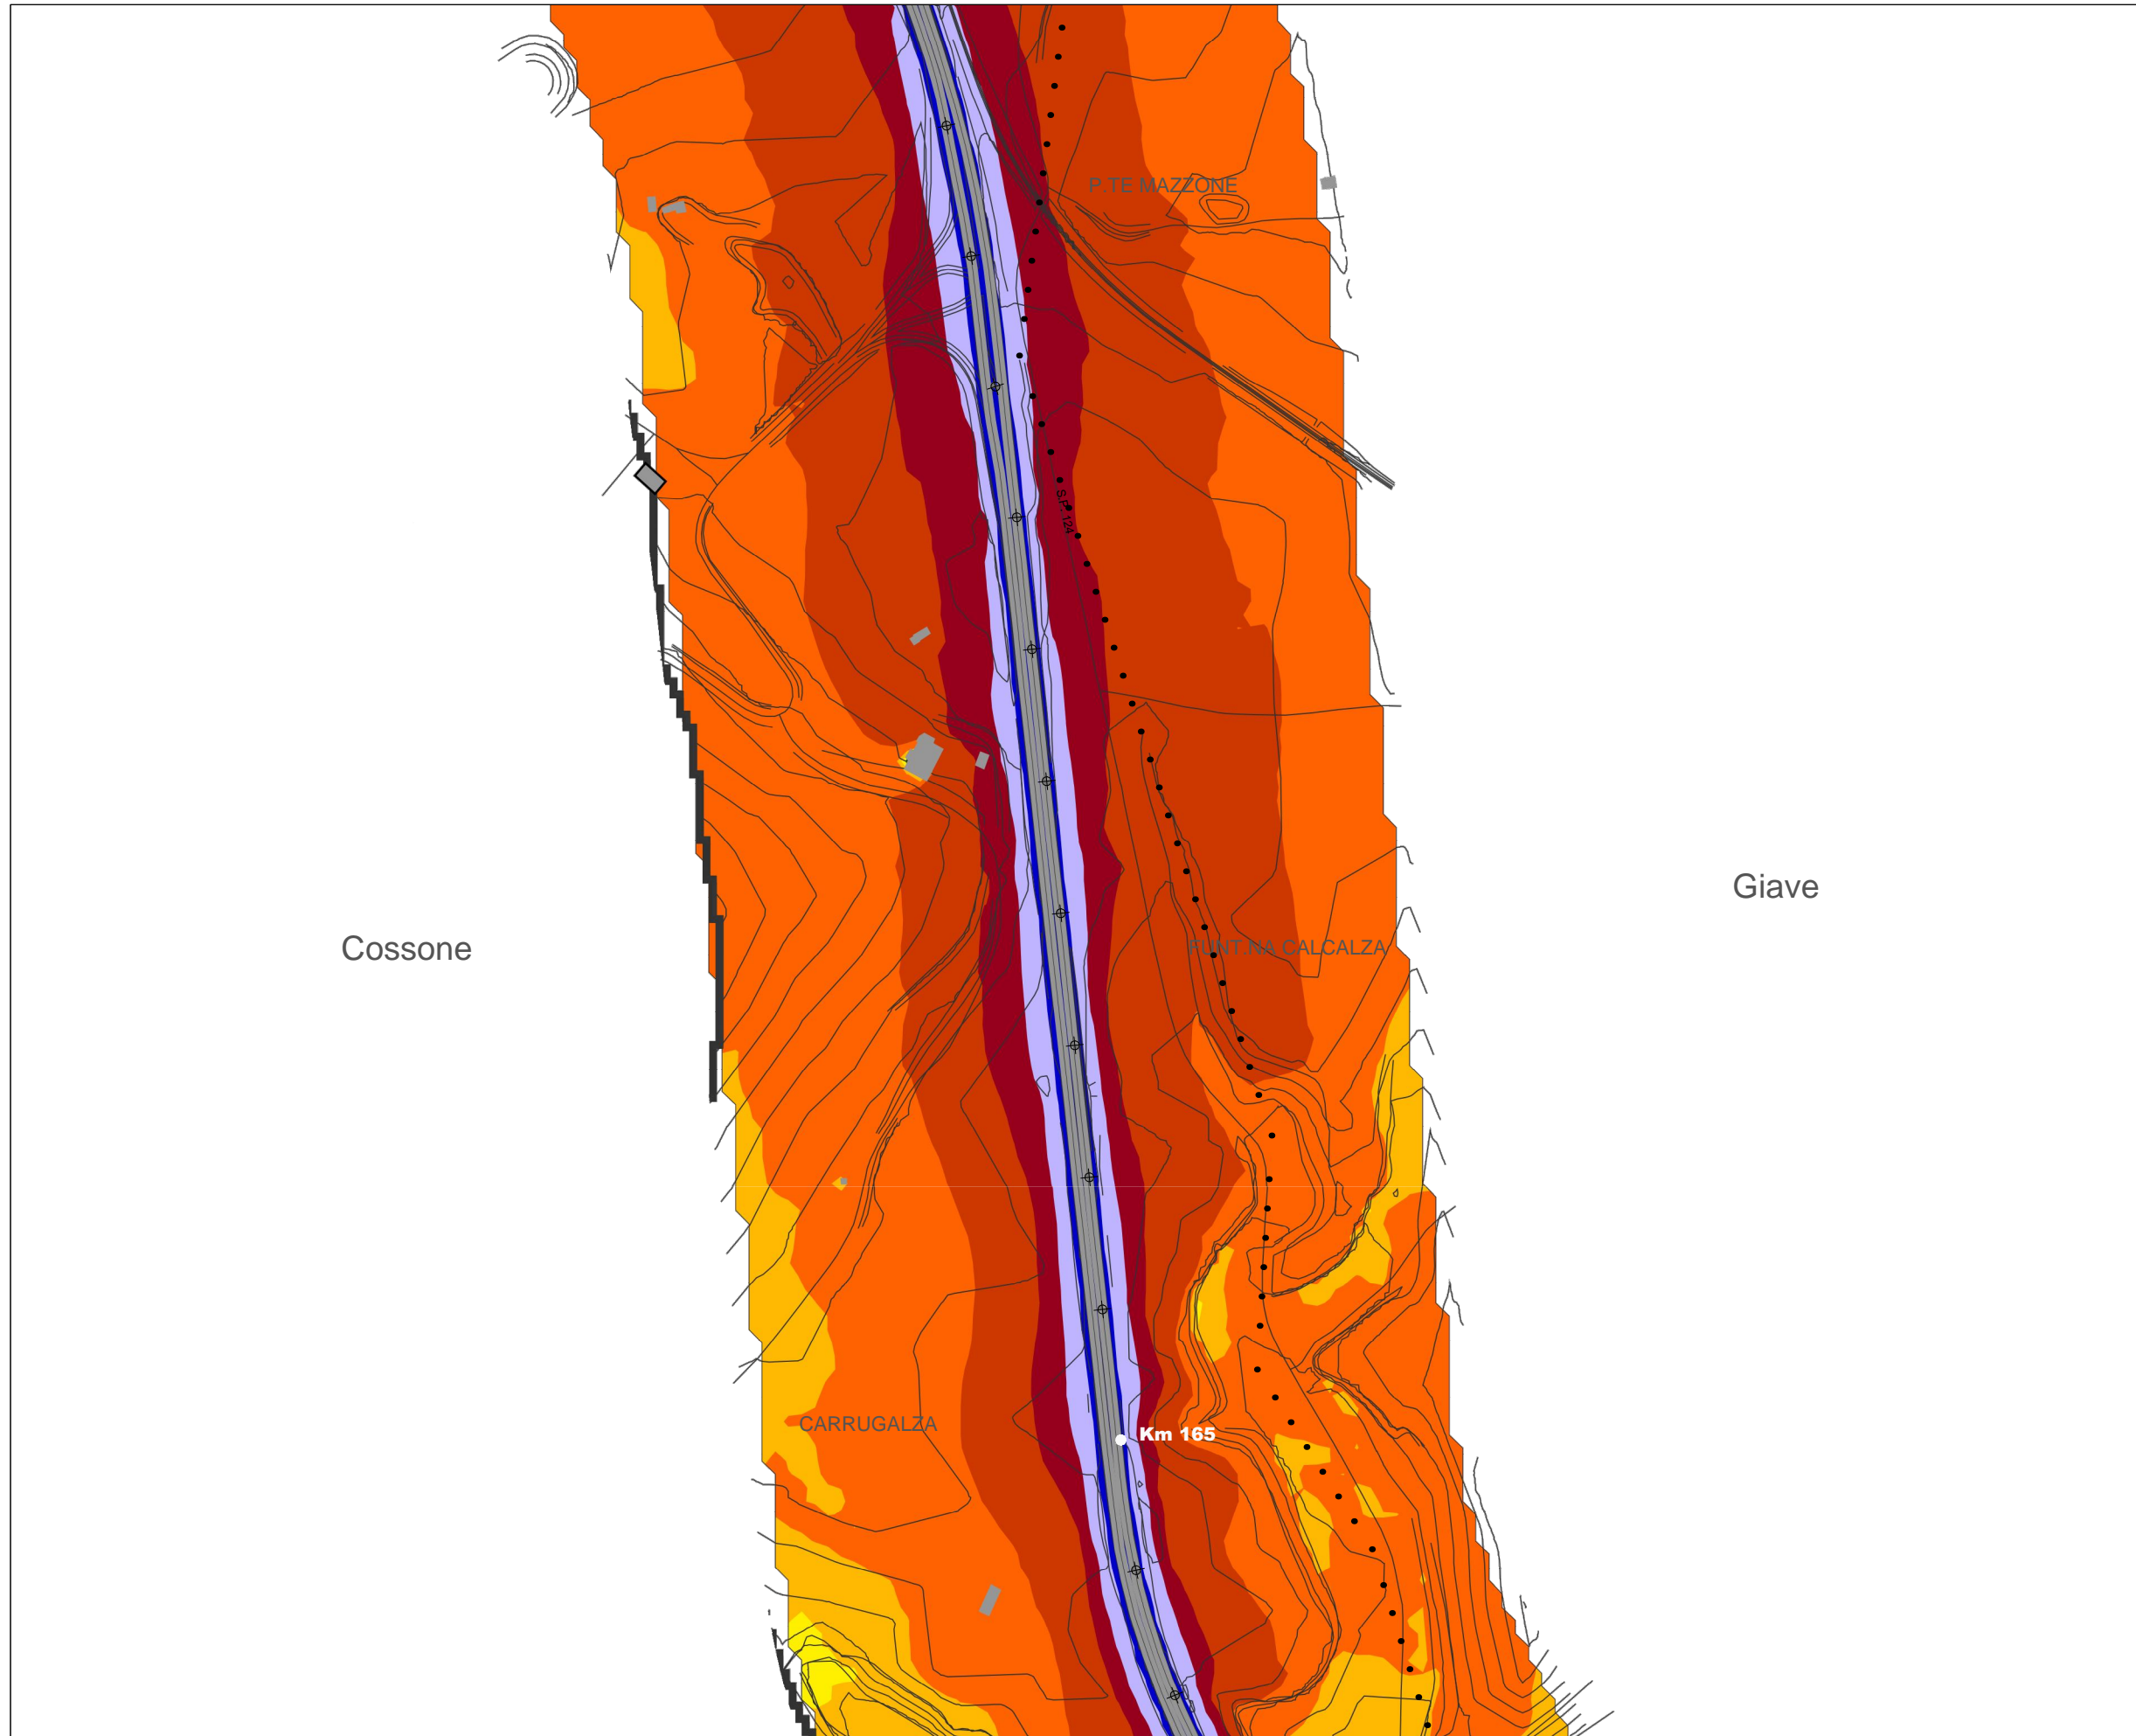 P.TE MAZZONE
S.P. 124
Giave
Cossone
FUNT.NA CALCALZA
CARRUGALZA
Km 165